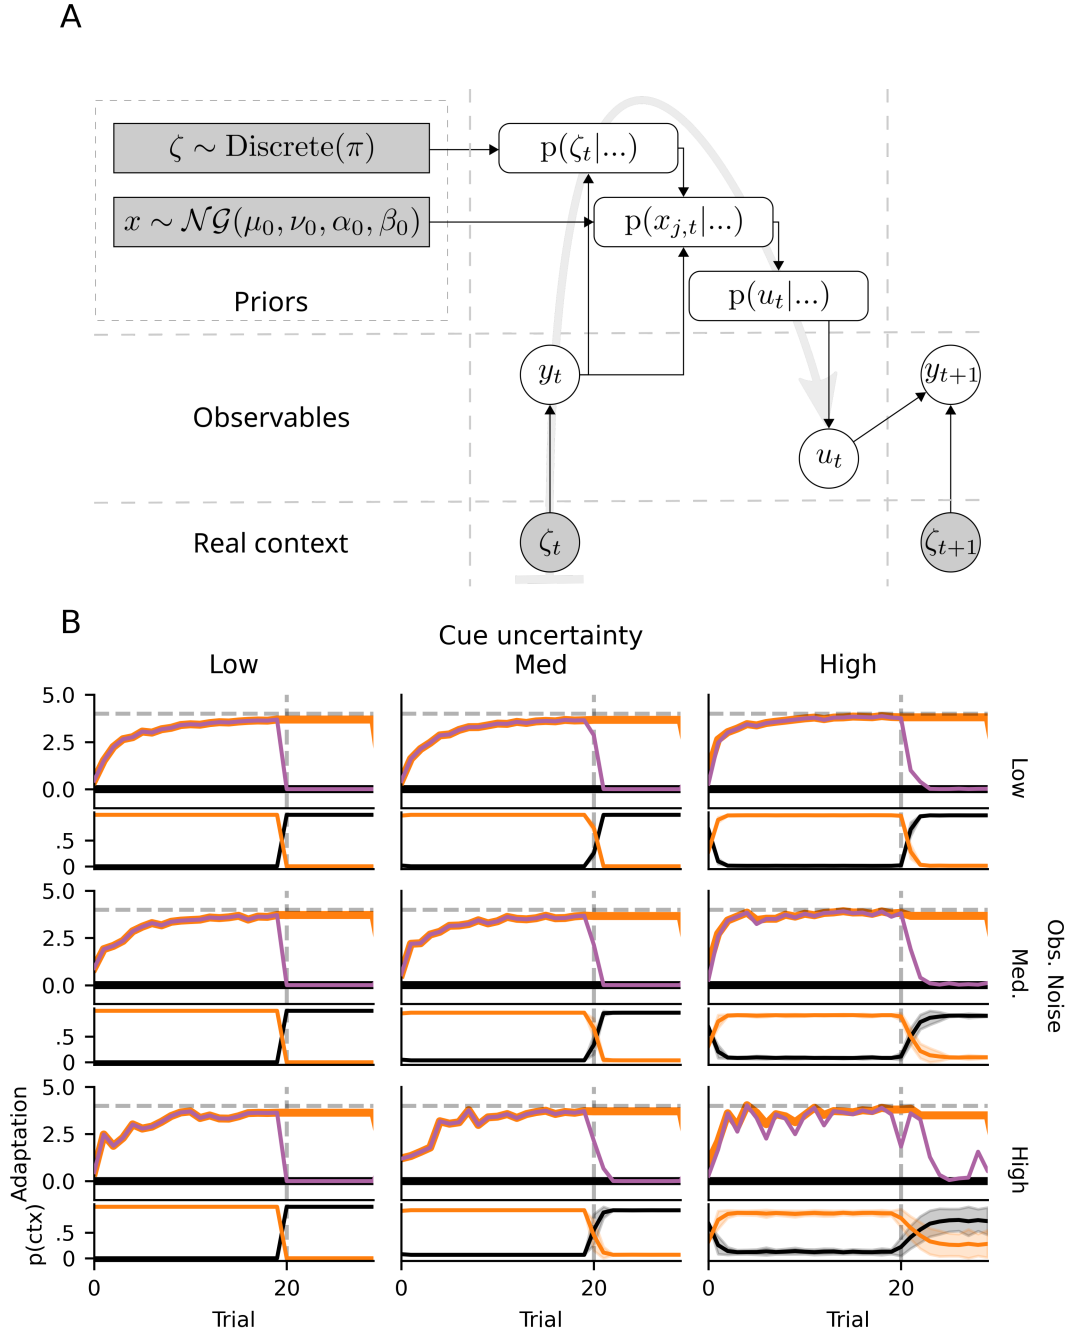 A
ζ ∼ Discrete(π)
p(ζt|...)
x ∼ NG(μ0, ν0, α0, β0)
p(xj,t|...)
Priors
p(ut|...)
yt
yt+1
Observables
ut
Real context
ζt
ζt+1
B
Cue uncertainty
Low
Med
High
5.0
2.5
0.0
Low
.5
0
5.0
2.5
0.0
Med.
Obs. Noise
.5
0
5.0
2.5
0.0
Adaptation
High
.5
0
p(ctx)
0
20
0
20
0
20
Trial
Trial
Trial